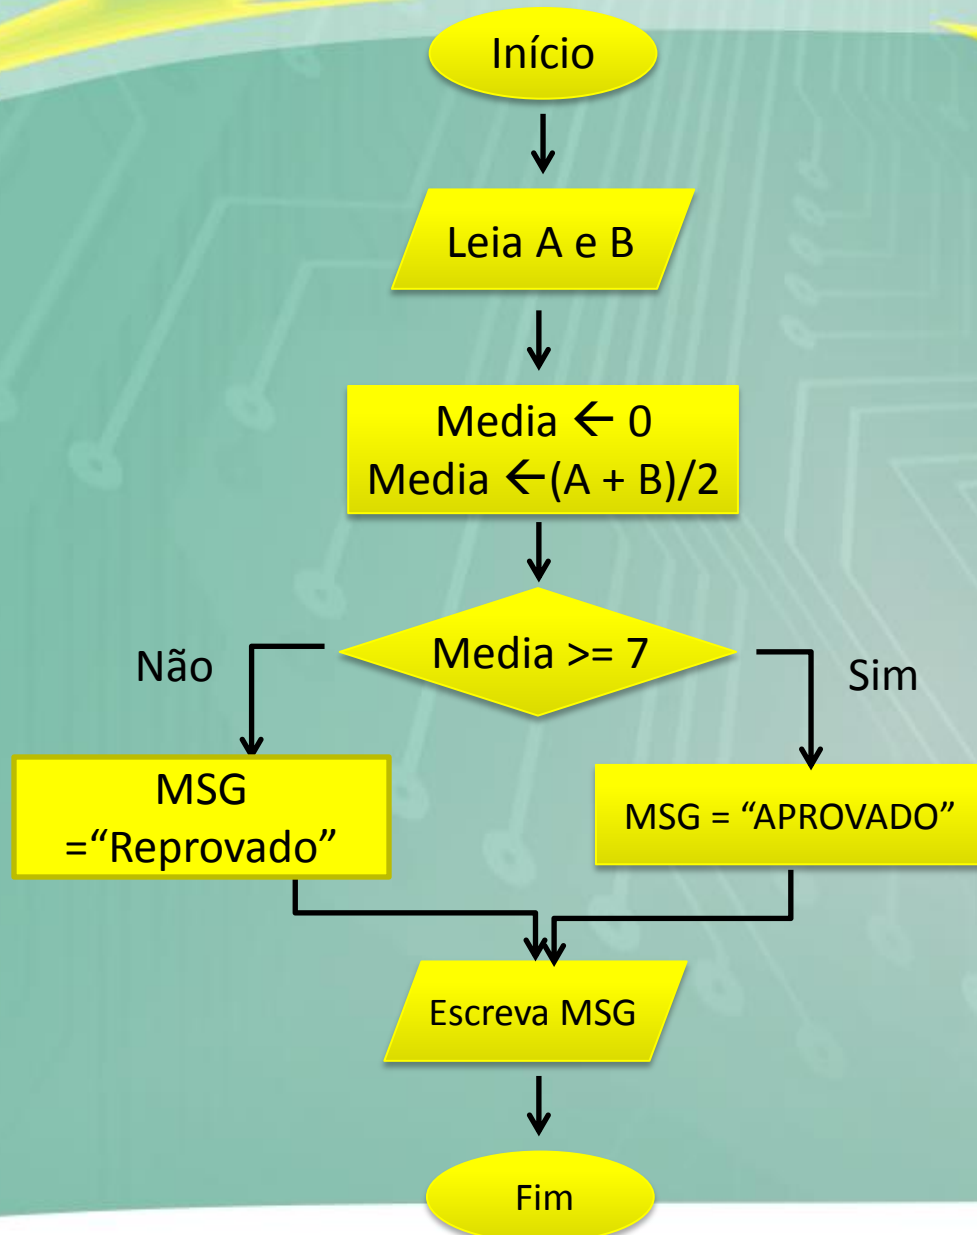 Início
Leia A e B
Media ← 0
Media ←(A + B)/2
Media >= 7
Não
Sim
MSG
=“Reprovado”
MSG = “APROVADO”
Escreva MSG
Fim